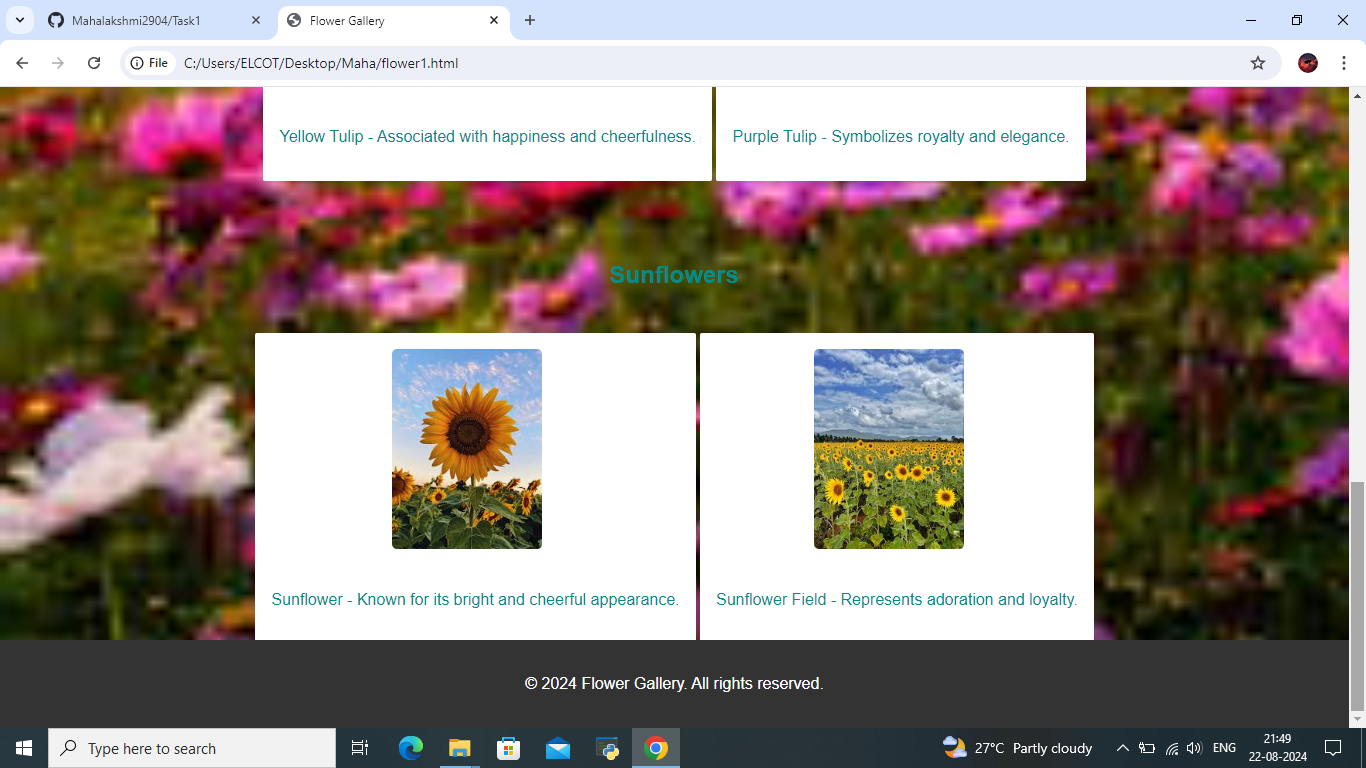 Mahalakshmi2904/Task1
Flower Gallery
File
C:/Users/ELCOT/Desktop/Maha/flower1.html
Yellow Tulip - Associated with happiness and cheerfulness.
Purple Tulip - Symbolizes royalty and elegance.
Sunflowers
Sunflower - Known for its bright and cheerful appearance.
Sunflower Field - Represents adoration and loyalty.
© 2024 Flower Gallery. All rights reserved.
Type here to search
27°C Partly cloudy
ENG
21:49
22-08-2024